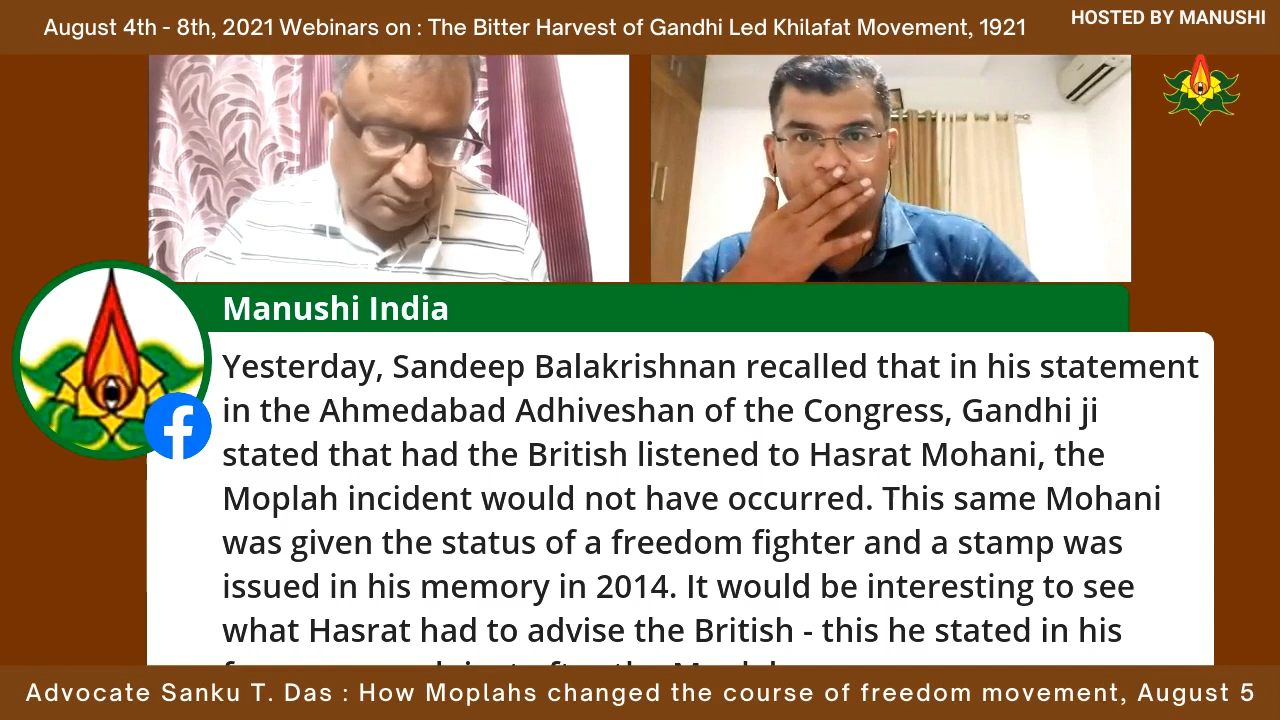 August 4th - 8th, 2021 Webinars on : The Bitter Harvest of Gandhi Led Khilafat Movement, 1921
HOSTED BY MANUSHI
Manushi India
Yesterday, Sandeep Balakrishnan recalled that in his statement
in the Ahmedabad Adhiveshan of the Congress, Gandhi ji
stated that had the British listened to Hasrat Mohani, the
Moplah incident would not have occurred. This same Mohani
was given the status of a freedom fighter and a stamp was
issued in his memory in 2014. It would be interesting to see
what Hasrat had to advise the British - this he stated in his
Advocate Sanku T. Das : How Moplahs changed the course of freedom movement, August 5